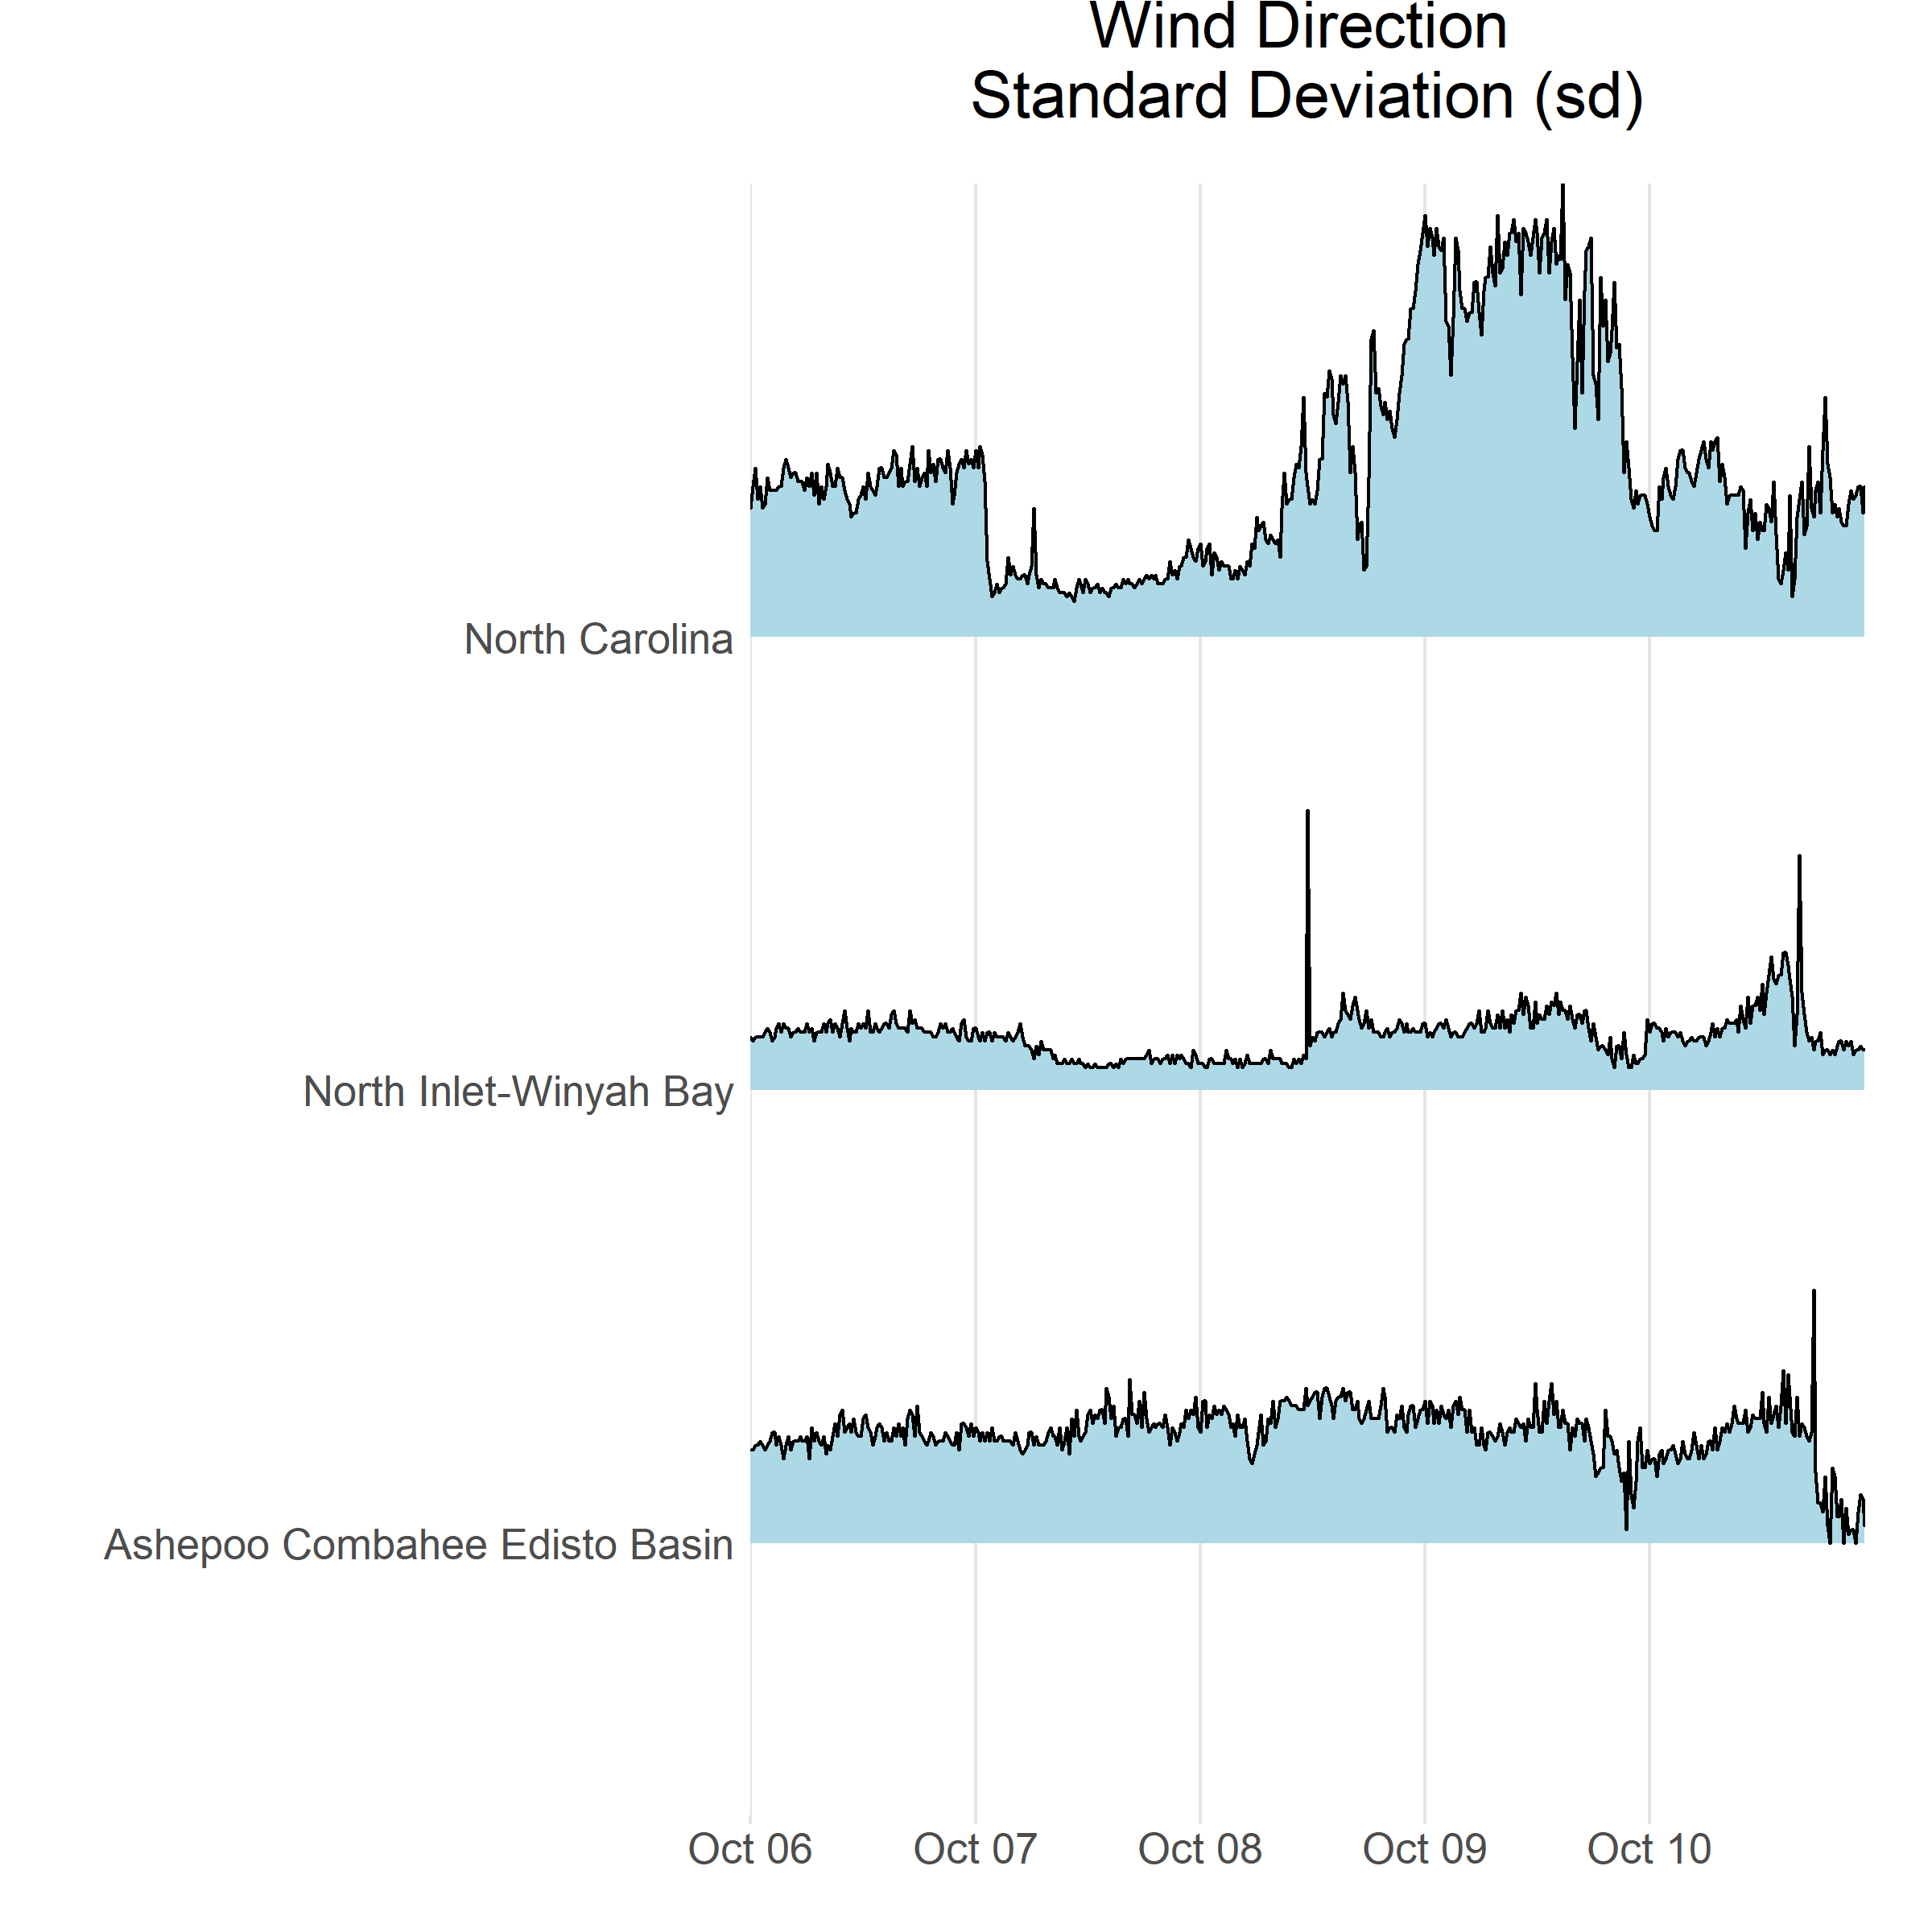 Wind Direction
Standard Deviation (sd)
North Carolina
North Inlet-Winyah Bay
Ashepoo Combahee Edisto Basin
Oct 06 Oct 07 Oct 08 Oct 09 Oct 10